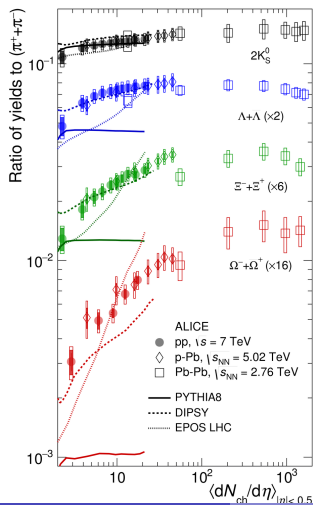 Ratio of yields to (π⁺+π⁻)
10⁻¹
10⁻²
10⁻³
2K⁰S
Λ+Λ (×2)
Ξ⁻+Ξ⁺ (×6)
Ω⁻+Ω⁺ (×16)
ALICE
pp, \s = 7 TeV
p-Pb, \sNN = 5.02 TeV
Pb-Pb, \sNN = 2.76 TeV
PYTHIA8
DIPSY
EPOS LHC
10 10² 10³
⟨dNch/dη⟩|η|< 0.5